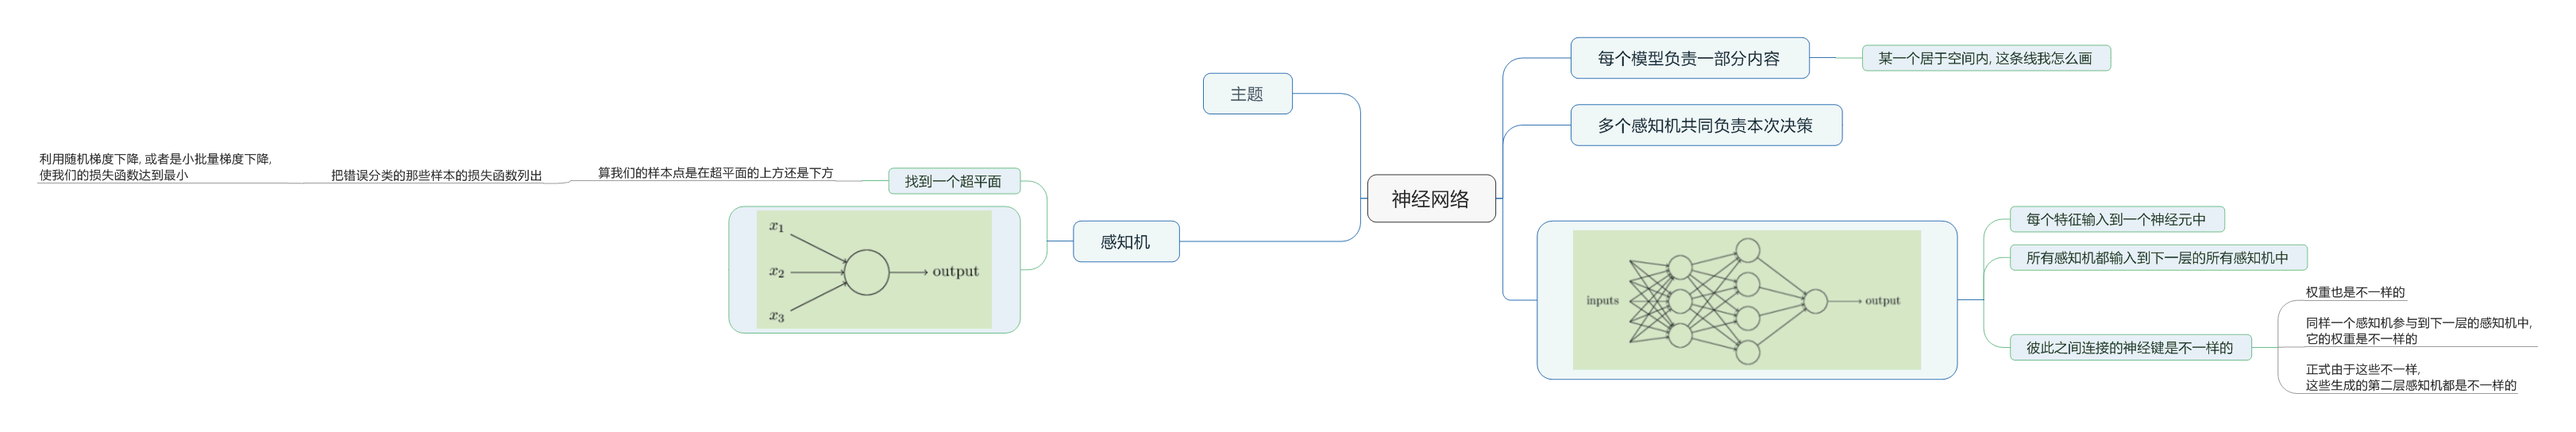 神经网络
每个模型负责一部分内容
某一个居于空间内, 这条线我怎么画
多个感知机共同负责本次决策
inputs
output
每个特征输入到一个神经元中
所有感知机都输入到下一层的所有感知机中
彼此之间连接的神经键是不一样的
权重也是不一样的
同样一个感知机参与到下一层的感知机中,
它的权重是不一样的
正式由于这些不一样,
这些生成的第二层感知机都是不一样的
主题
感知机
找到一个超平面
算我们的样本点是在超平面的上方还是下方
把错误分类的那些样本的损失函数列出
利用随机梯度下降, 或者是小批量梯度下降,
使我们的损失函数达到最小
x₁
x₂
x₃
output